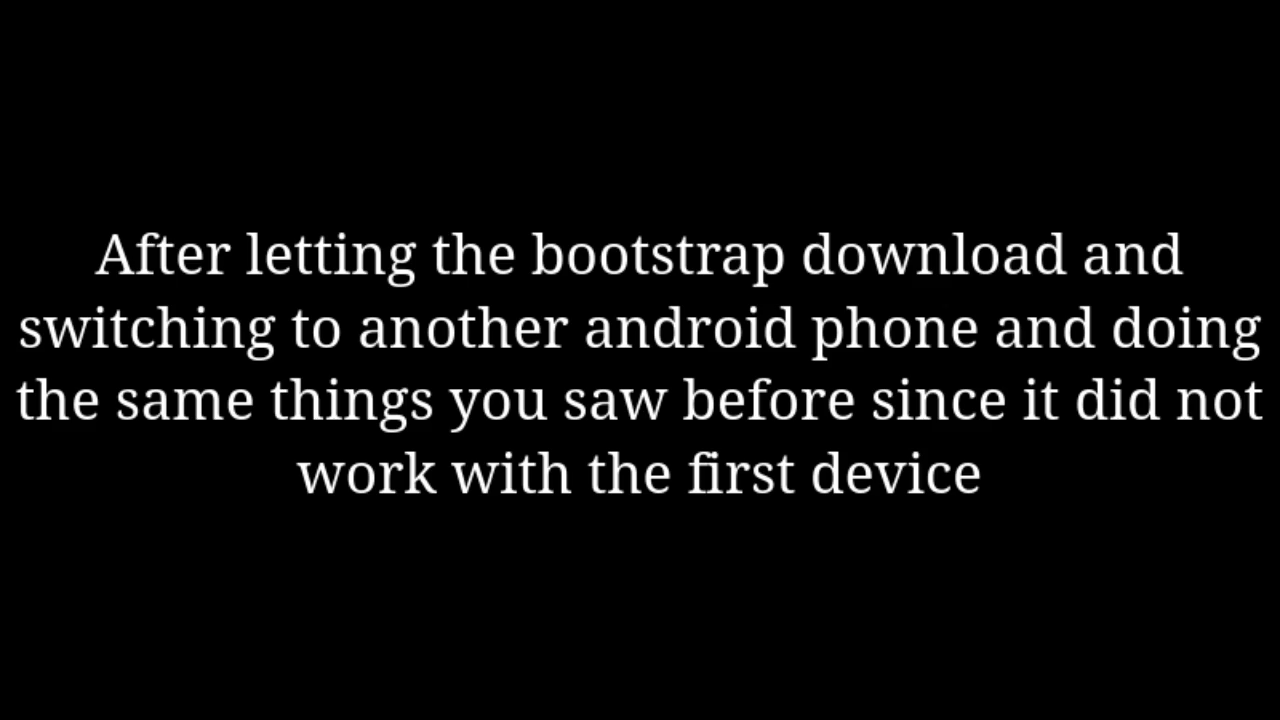 After letting the bootstrap download and
switching to another android phone and doing
the same things you saw before since it did not
work with the first device